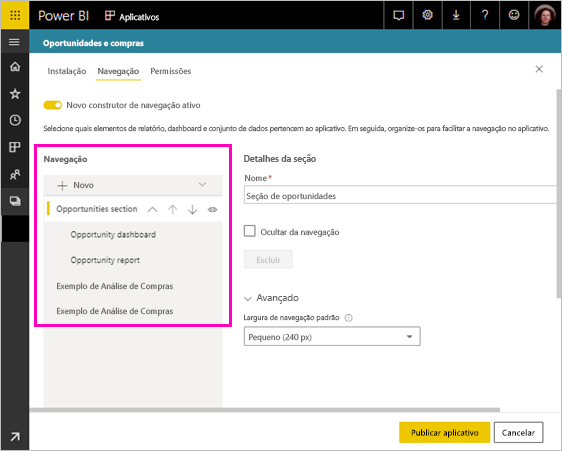 Power BI Aplicativos
Oportunidades e compras
Instalação Navegação Permissões
Novo construtor de navegação ativo
Selecione quais elementos de relatório, dashboard e conjunto de dados pertencem ao aplicativo. Em seguida, organize-os para facilitar a navegação no aplicativo.
Navegação
Novo
Opportunities section
Opportunity dashboard
Opportunity report
Exemplo de Análise de Compras
Exemplo de Análise de Compras
Detalhes da seção
Nome*
Seção de oportunidades
Ocultar da navegação
Excluir
Avançado
Largura de navegação padrão
Pequeno (240 px)
Publicar aplicativo Cancelar